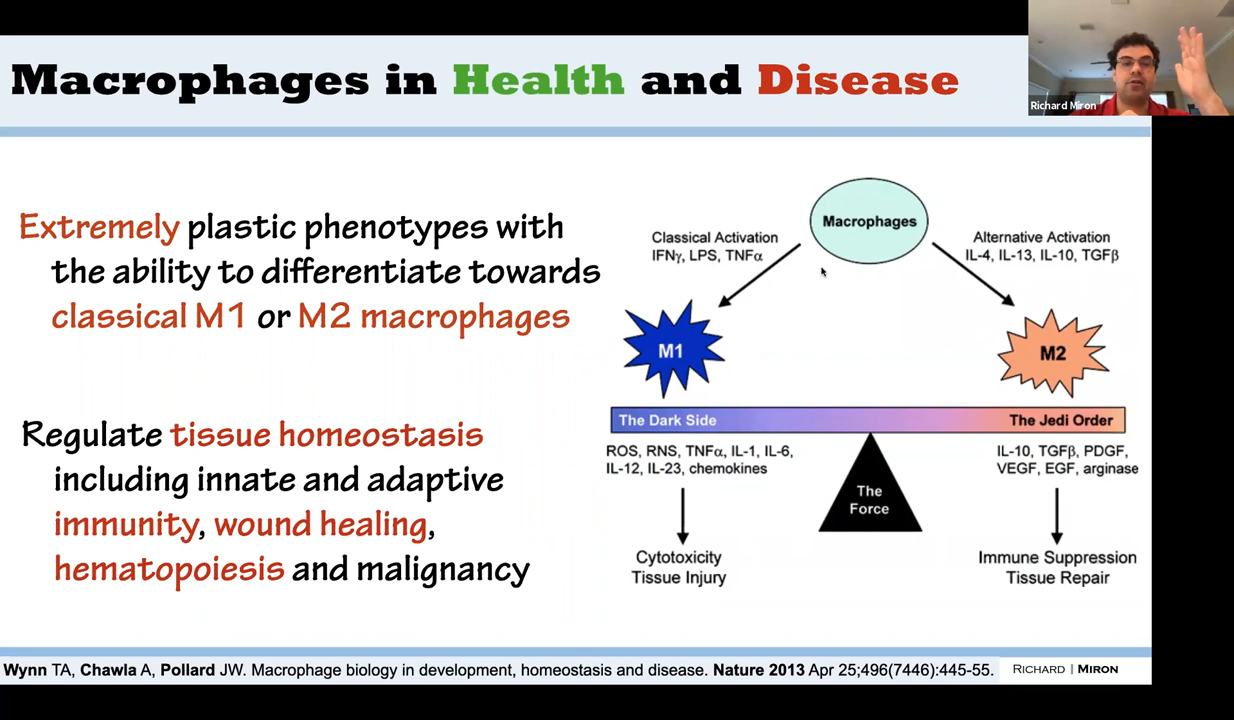 Macrophages in Health and Disease
Richard Miron
Extremely plastic phenotypes with
the ability to differentiate towards
classical M1 or M2 macrophages
Regulate tissue homeostasis
including innate and adaptive
immunity, wound healing,
hematopoiesis and malignancy
Macrophages
Classical Activation
IFNγ, LPS, TNFα
Alternative Activation
IL-4, IL-13, IL-10, TGFβ
M1
M2
The Dark Side
The Jedi Order
ROS, RNS, TNFα, IL-1, IL-6,
IL-12, IL-23, chemokines
IL-10, TGFβ, PDGF,
VEGF, EGF, arginase
The
Force
Cytotoxicity
Tissue Injury
Immune Suppression
Tissue Repair
Wynn TA, Chawla A, Pollard JW. Macrophage biology in development, homeostasis and disease. Nature 2013 Apr 25;496(7446):445-55.
RICHARD | MIRON